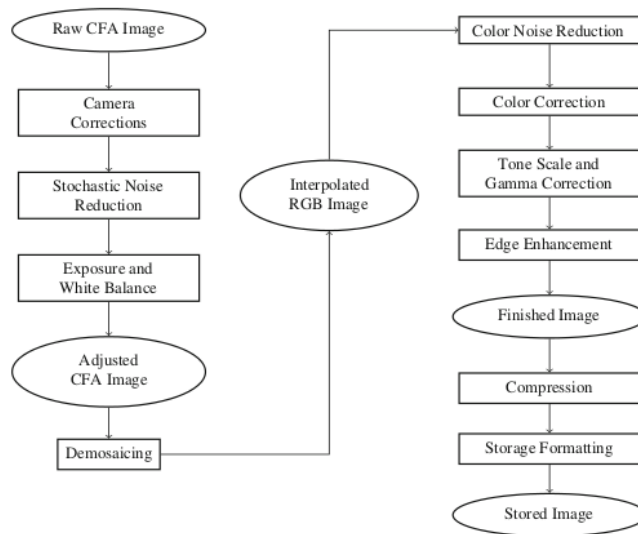 Raw CFA Image
Camera
Corrections
Stochastic Noise
Reduction
Exposure and
White Balance
Adjusted
CFA Image
Demosaicing
Interpolated
RGB Image
Color Noise Reduction
Color Correction
Tone Scale and
Gamma Correction
Edge Enhancement
Finished Image
Compression
Storage Formatting
Stored Image